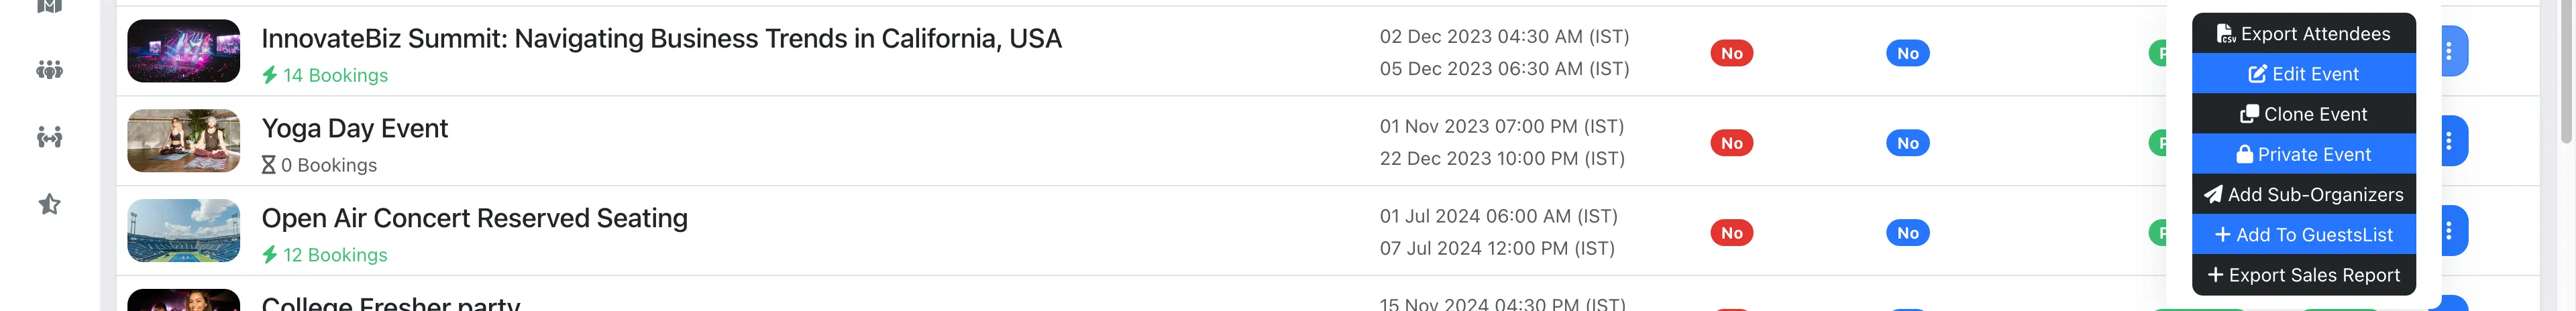 InnovateBiz Summit: Navigating Business Trends in California, USA
14 Bookings
02 Dec 2023 04:30 AM (IST)
05 Dec 2023 06:30 AM (IST)
No
No
Yoga Day Event
0 Bookings
01 Nov 2023 07:00 PM (IST)
22 Dec 2023 10:00 PM (IST)
No
No
Open Air Concert Reserved Seating
12 Bookings
01 Jul 2024 06:00 AM (IST)
07 Jul 2024 12:00 PM (IST)
No
No
College Fresher party
15 Nov 2024 04:30 PM (IST)
Export Attendees
Edit Event
Clone Event
Private Event
Add Sub-Organizers
+ Add To GuestsList
+ Export Sales Report